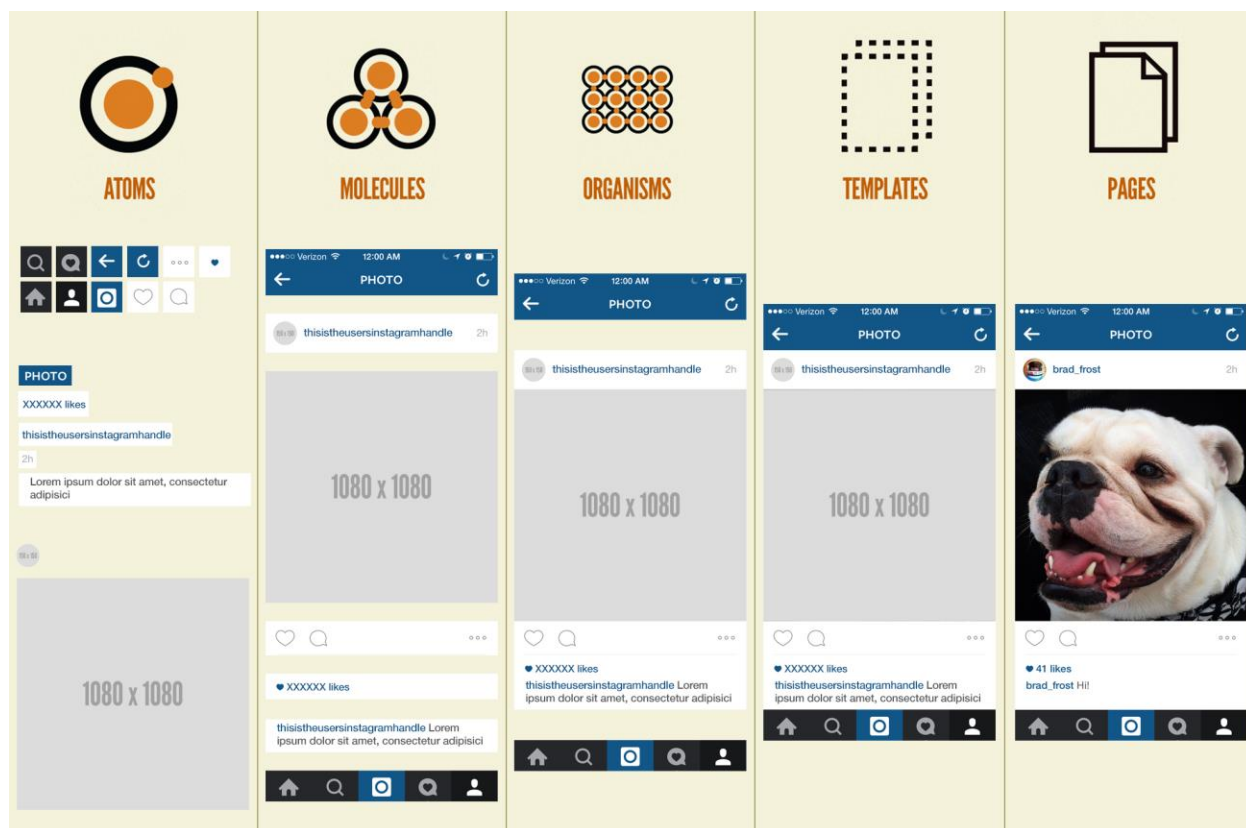 ATOMS
PHOTO
XXXXXX likes
thisistheusersinstagramhandle
2h
Lorem ipsum dolor sit amet, consectetur
adipisici
1080 x 1080
MOLECULES
Verizon 12:00 AM
PHOTO
thisistheusersinstagramhandle 2h
1080 x 1080
XXXXXX likes
thisistheusersinstagramhandle Lorem
ipsum dolor sit amet, consectetur adipisici
ORGANISMS
Verizon 12:00 AM
PHOTO
thisistheusersinstagramhandle 2h
1080 x 1080
XXXXXX likes
thisistheusersinstagramhandle Lorem
ipsum dolor sit amet, consectetur adipisici
TEMPLATES
Verizon 12:00 AM
PHOTO
thisistheusersinstagramhandle 2h
1080 x 1080
XXXXXX likes
thisistheusersinstagramhandle Lorem
ipsum dolor sit amet, consectetur adipisici
PAGES
Verizon 12:00 AM
PHOTO
brad_frost 2h
41 likes
brad_frost Hi!